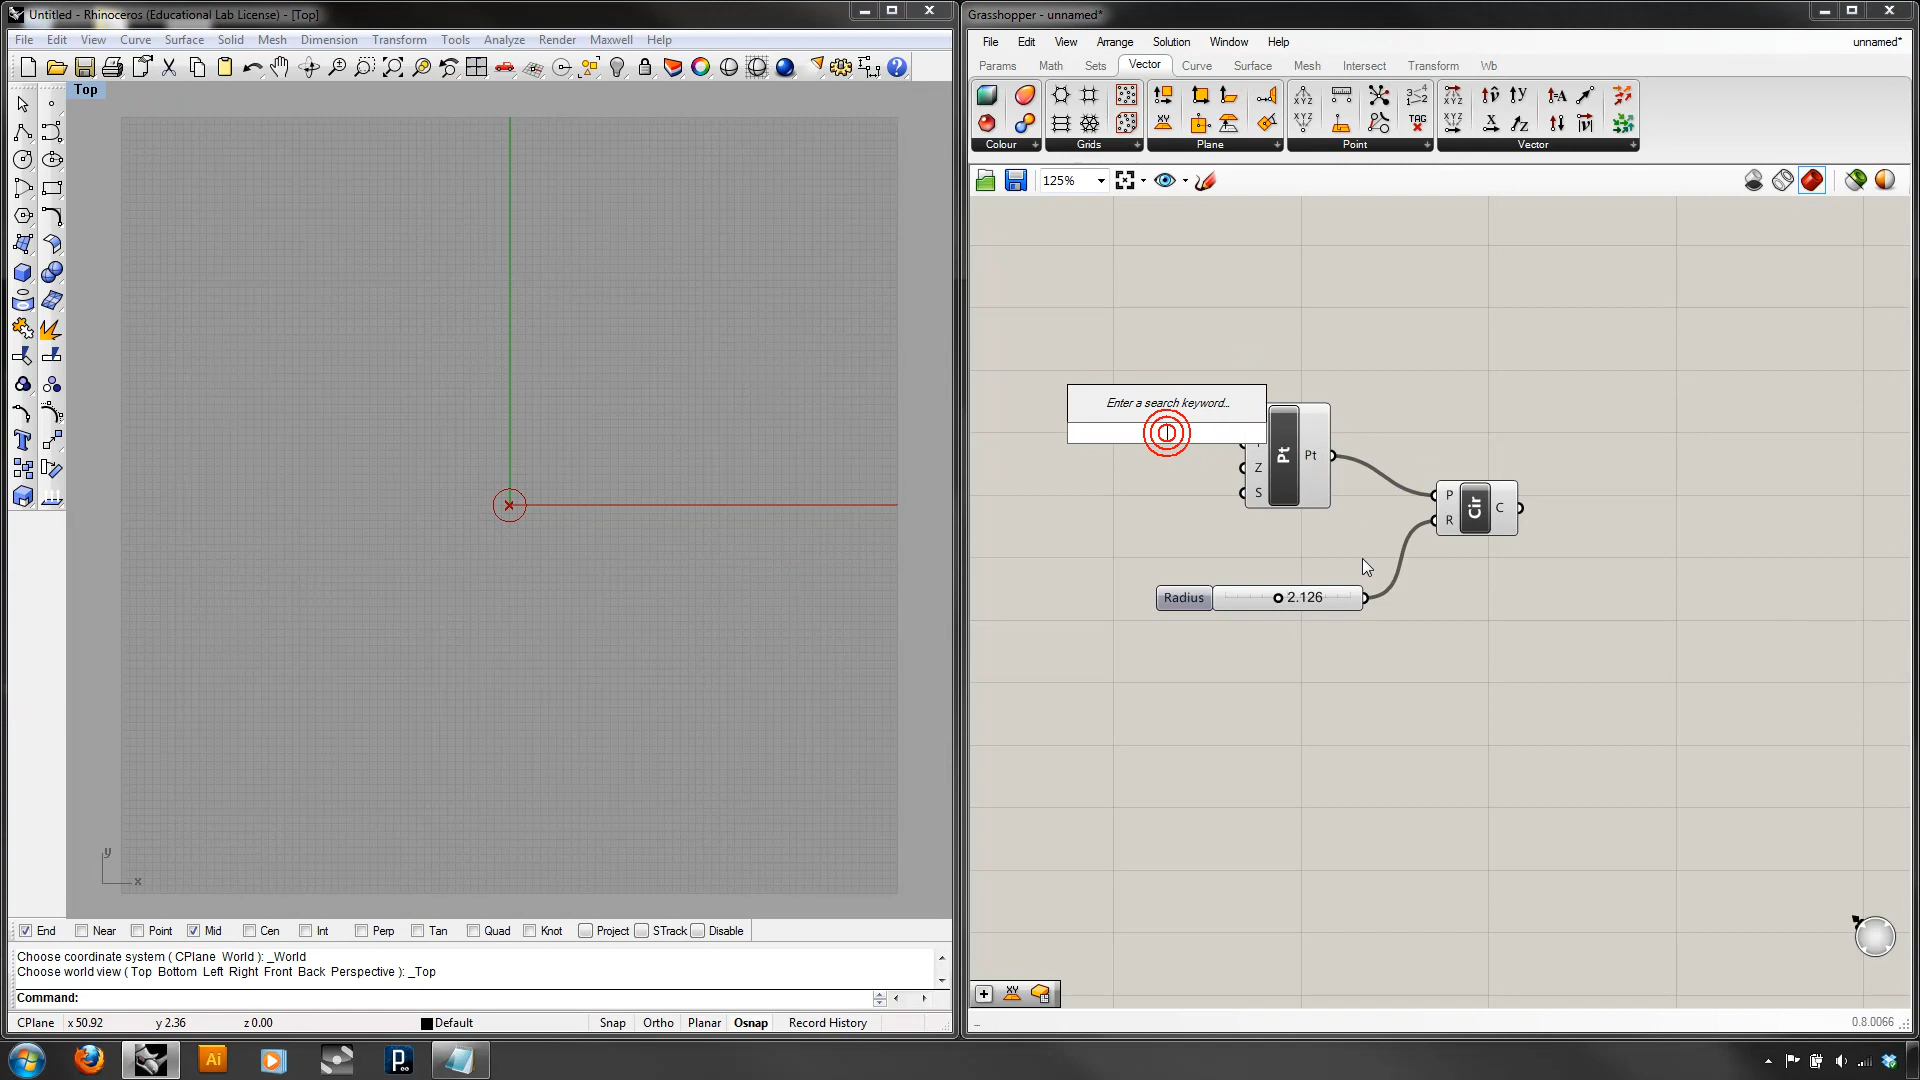 Untitled - Rhinoceros (Educational Lab License) - [Top]
File Edit View Curve Surface Solid Mesh Dimension Transform Tools Analyze Render Maxwell Help
Top
y
x
End Near Point Mid Cen Int Perp Tan Quad Knot Project STrack Disable
Choose coordinate system ( CPlane World ): _World
Choose world view ( Top Bottom Left Right Front Back Perspective ): _Top
Command:
CPlane x 50.92 y 2.36 z 0.00 Default Snap Ortho Planar Osnap Record History
Grasshopper - unnamed*
File Edit View Arrange Solution Window Help unnamed*
Params Math Sets Vector Curve Surface Mesh Intersect Transform Wb
Colour Grids Plane Point Vector
125%
Enter a search keyword...
Z
S
Pt
Pt
P
R
Cir
C
Radius 2.126
0.8.0066
Ai
P